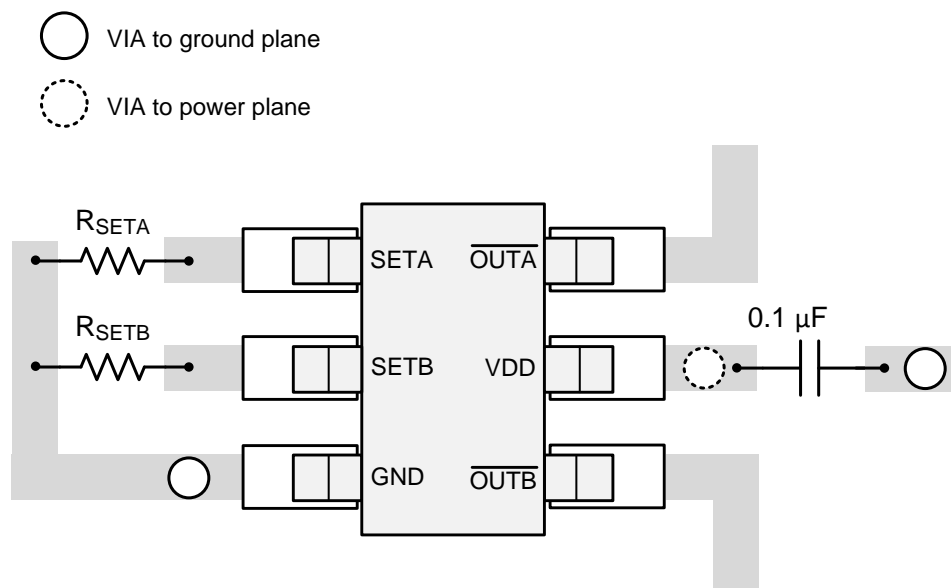 VIA to ground plane
VIA to power plane
RSETA
SETA
OUTA
RSETB
SETB
VDD
0.1 µF
GND
OUTB